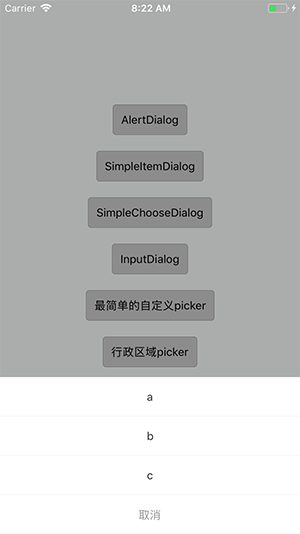 Carrier 8:22 AM
AlertDialog
SimpleItemDialog
SimpleChooseDialog
InputDialog
最简单的自定义picker
行政区域picker
a
b
c
取消